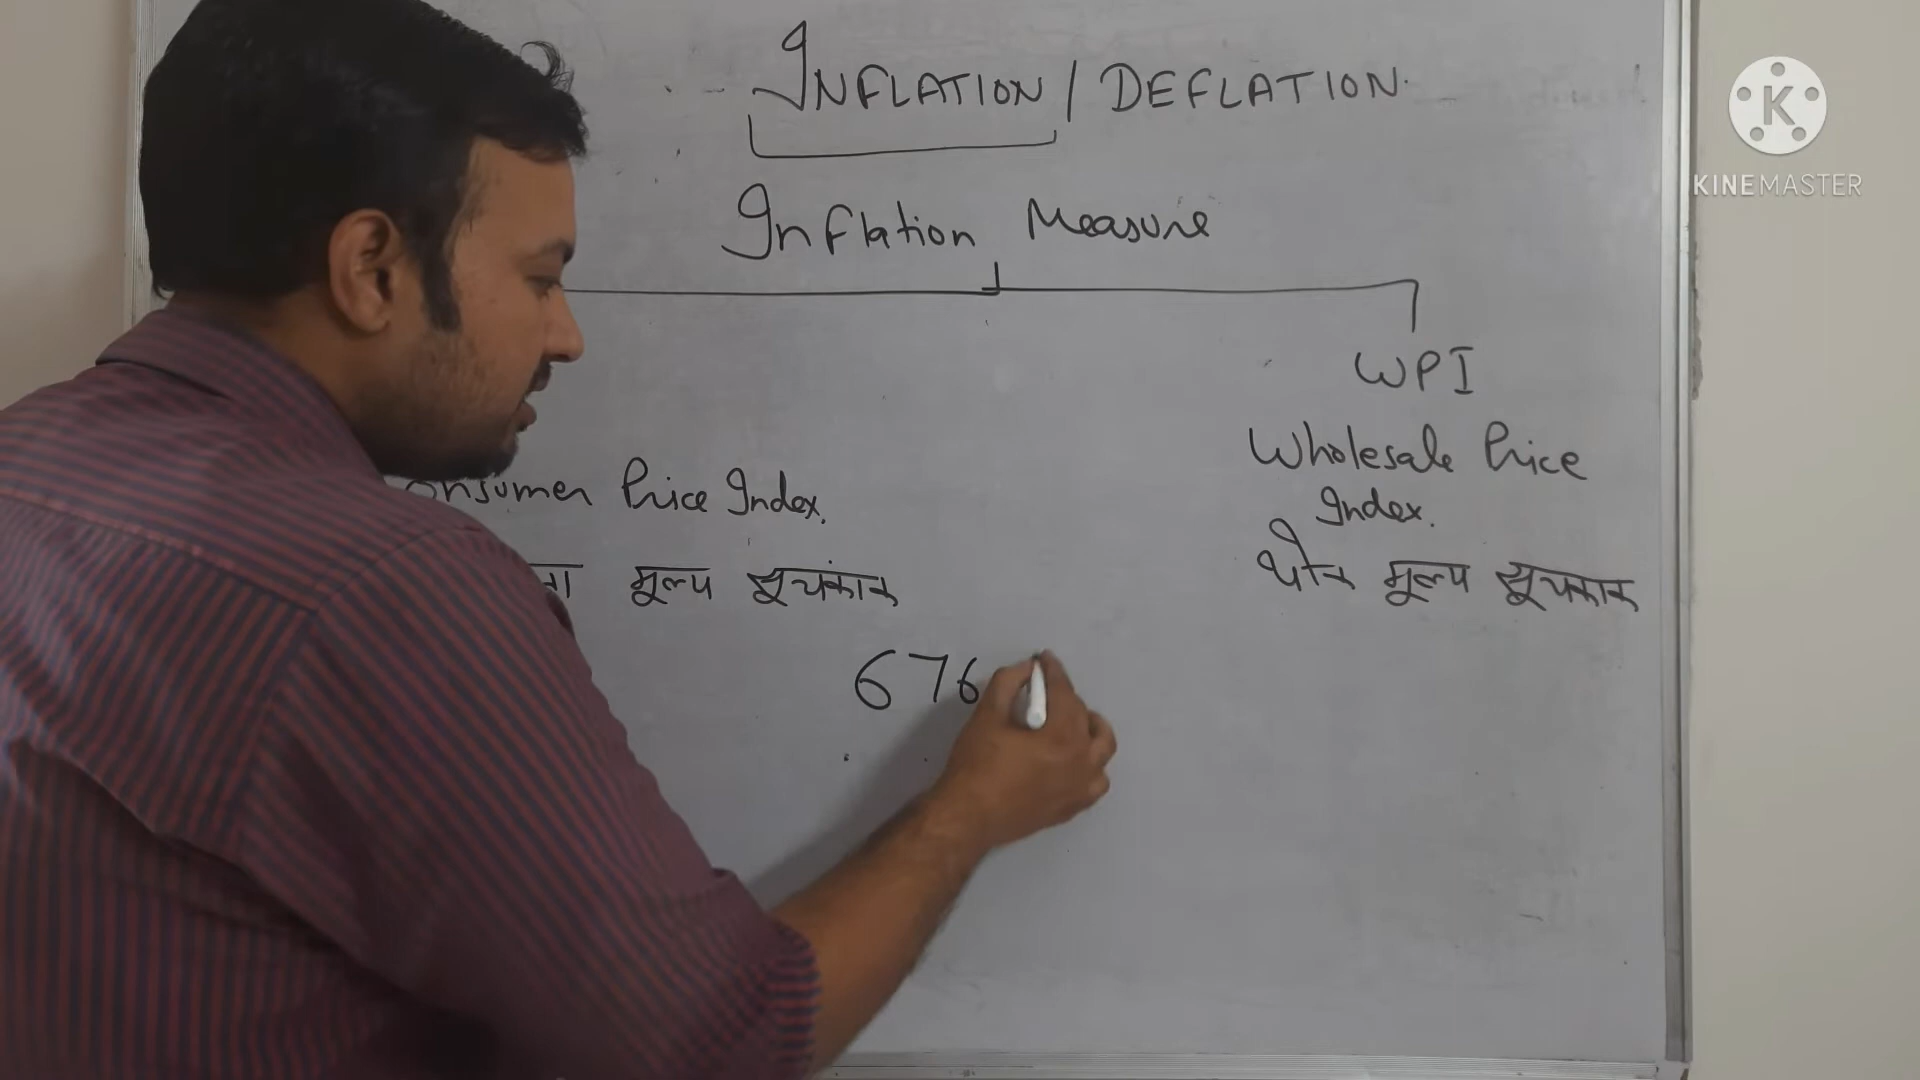 INFLATION / DEFLATION.
Inflation Measure
WPI
Consumer Price Index.
Wholesale Price
Index.
मूल्य सूचकांक
थोक मूल्य सूचकाक
676
KINEMASTER